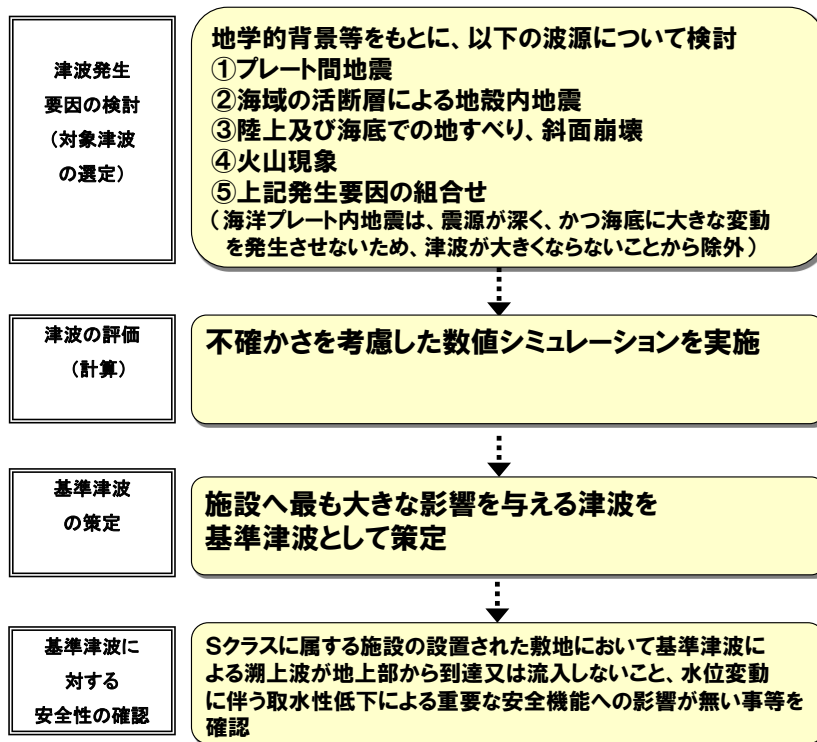 津波発生
要因の検討
（対象津波
の選定）
地学的背景等をもとに、以下の波源について検討
①プレート間地震
②海域の活断層による地殻内地震
③陸上及び海底での地すべり、斜面崩壊
④火山現象
⑤上記発生要因の組合せ
（海洋プレート内地震は、震源が深く、かつ海底に大きな変動
を発生させないため、津波が大きくならないことから除外）
津波の評価
（計算）
不確かさを考慮した数値シミュレーションを実施
基準津波
の策定
施設へ最も大きな影響を与える津波を
基準津波として策定
基準津波に
対する
安全性の確認
Sクラスに属する施設の設置された敷地において基準津波に
よる遡上波が地上部から到達又は流入しないこと、水位変動
に伴う取水性低下による重要な安全機能への影響が無い事等を
確認